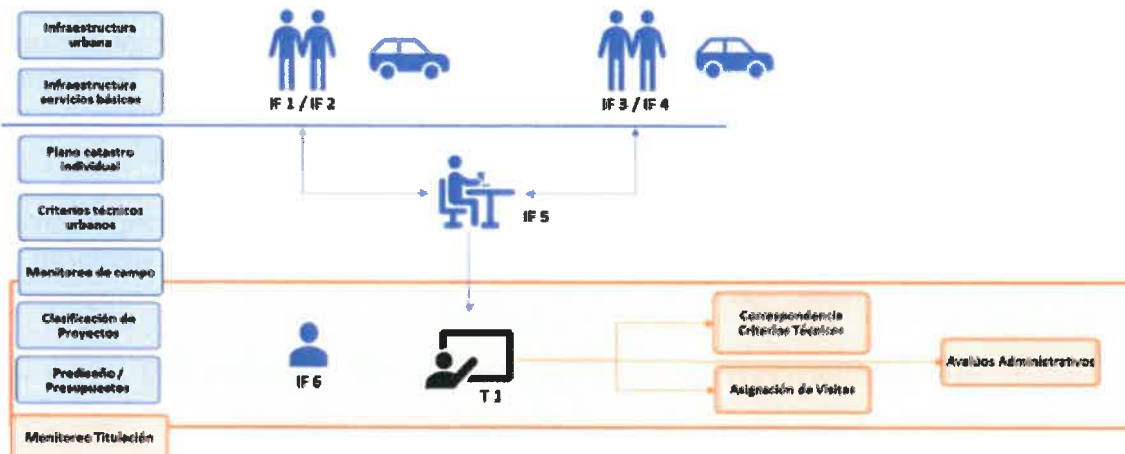 Infraestructura
urbana
Infraestructura
servicios básicos
IF 1 / IF 2
IF 3 / IF 4
Plano catastro
individual
Criterios técnicos
urbanos
IF 5
Monitoreo de campo
Clasificación de
Proyectos
Prediseño /
Presupuestos
IF 6
T 1
Correspondencia
Criterios Técnicos
Asignación de Visitas
Avalúos Administrativos
Monitoreo Titulación